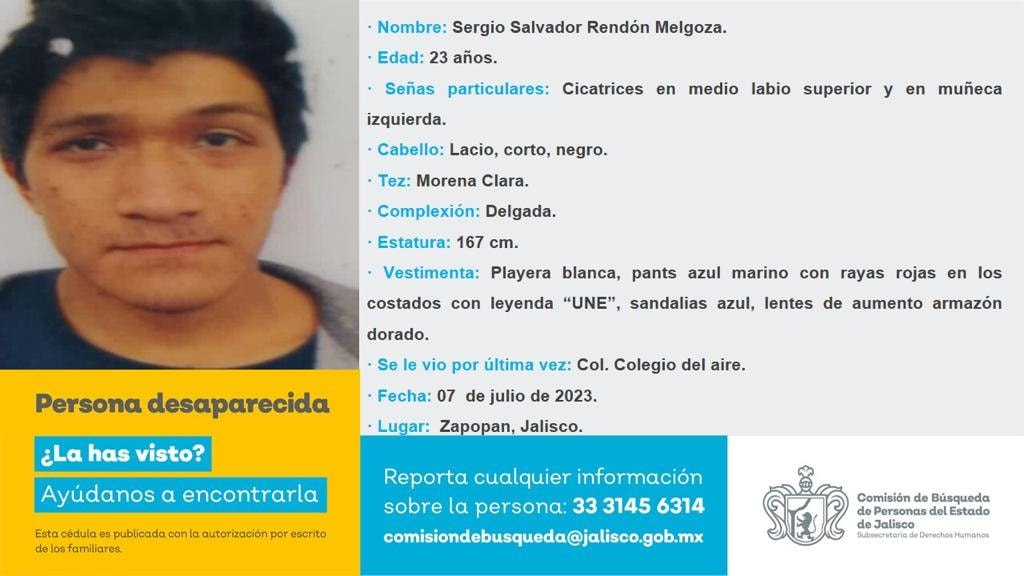 · Nombre: Sergio Salvador Rendón Melgoza.
· Edad: 23 años.
· Señas particulares: Cicatrices en medio labio superior y en muñeca
izquierda.
· Cabello: Lacio, corto, negro.
· Tez: Morena Clara.
· Complexión: Delgada.
· Estatura: 167 cm.
· Vestimenta: Playera blanca, pants azul marino con rayas rojas en los
costados con leyenda “UNE”, sandalias azul, lentes de aumento armazón
dorado.
· Se le vio por última vez: Col. Colegio del aire.
· Fecha: 07 de julio de 2023.
· Lugar: Zapopan, Jalisco.
Persona desaparecida
¿La has visto?
Ayúdanos a encontrarla
Esta cédula es publicada con la autorización por escrito
de los familiares.
Reporta cualquier información
sobre la persona: 33 3145 6314
comisiondebusqueda@jalisco.gob.mx
Comisión de Búsqueda
de Personas del Estado
de Jalisco
Subsecretaría de Derechos Humanos